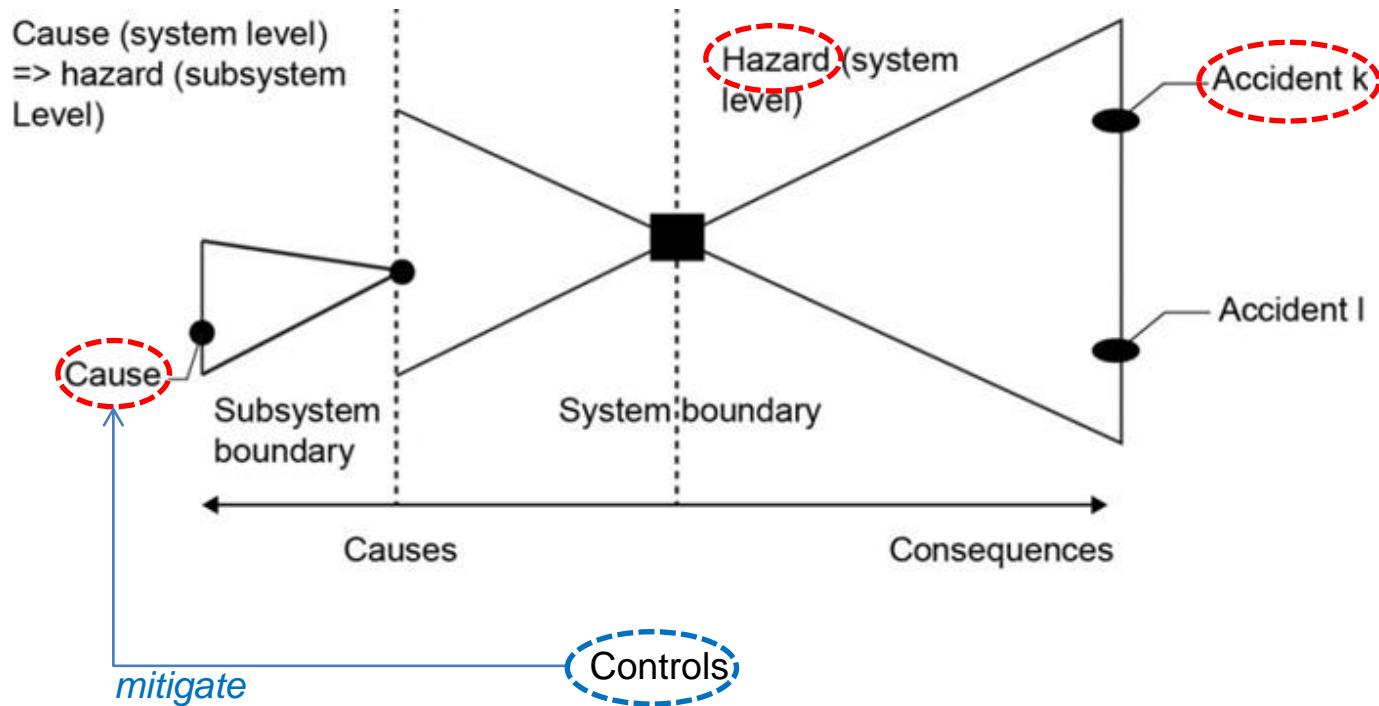 Cause (system level)
=> hazard (subsystem
Level)
Hazard (system
level)
Accident k
Accident l
Cause
Subsystem
boundary
System boundary
Causes
Consequences
Controls
mitigate